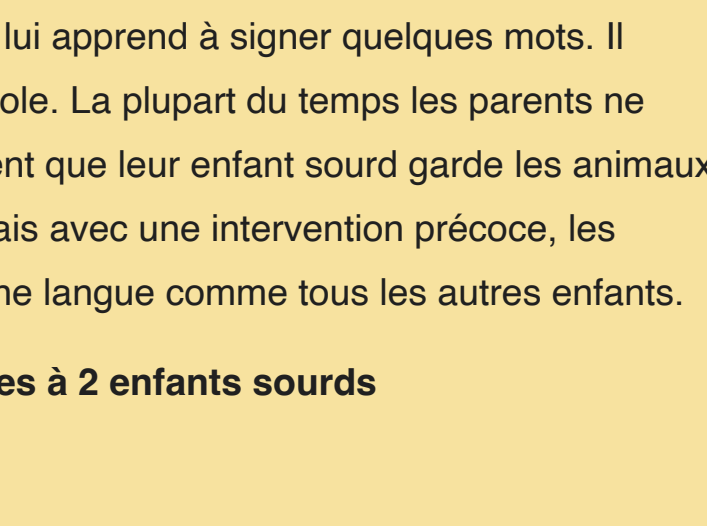 lui apprend à signer quelques mots. Il
ole. La plupart du temps les parents ne
ent que leur enfant sourd garde les animaux
ais avec une intervention précoce, les
ne langue comme tous les autres enfants.
es à 2 enfants sourds